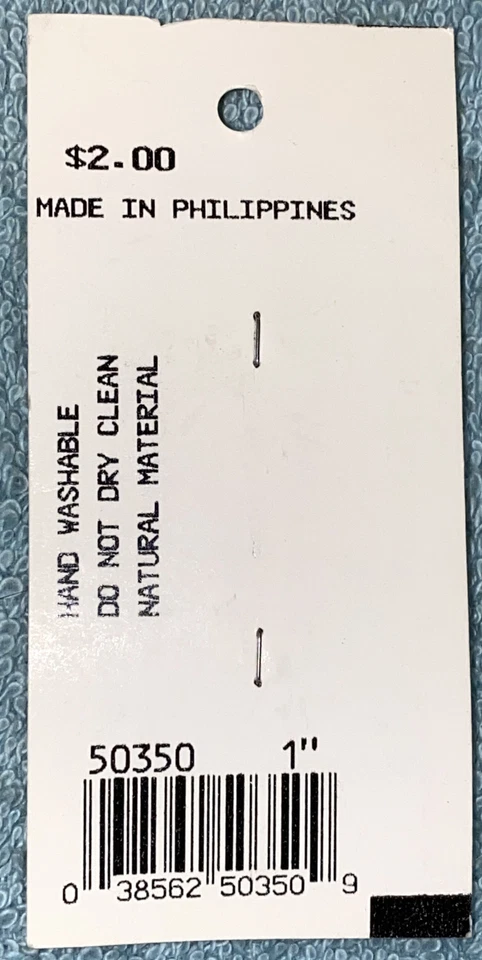 $2.00
MADE IN PHILIPPINES
HAND WASHABLE
DO NOT DRY CLEAN
NATURAL MATERIAL
50350 1"
0 38562 50350 9